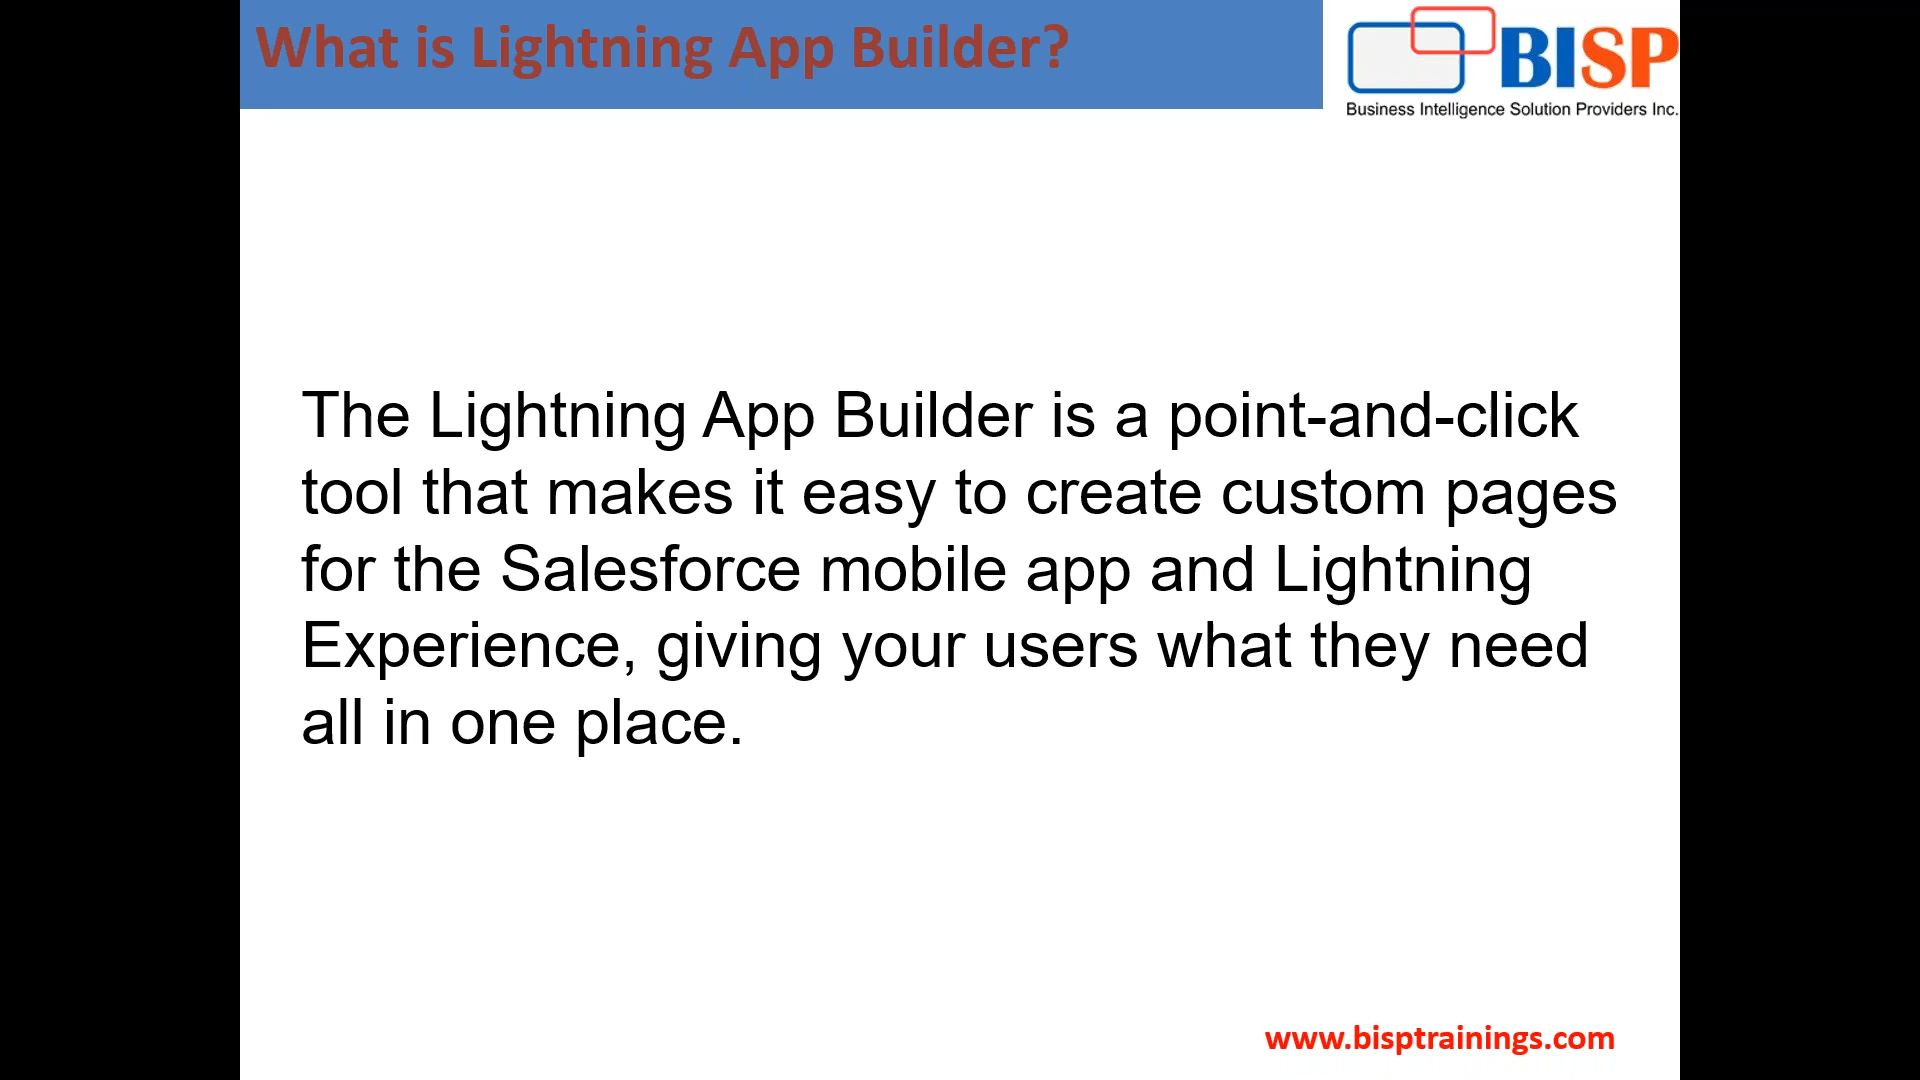 What is Lightning App Builder?
BISP
Business Intelligence Solution Providers Inc.
The Lightning App Builder is a point-and-click
tool that makes it easy to create custom pages
for the Salesforce mobile app and Lightning
Experience, giving your users what they need
all in one place.
www.bisptrainings.com